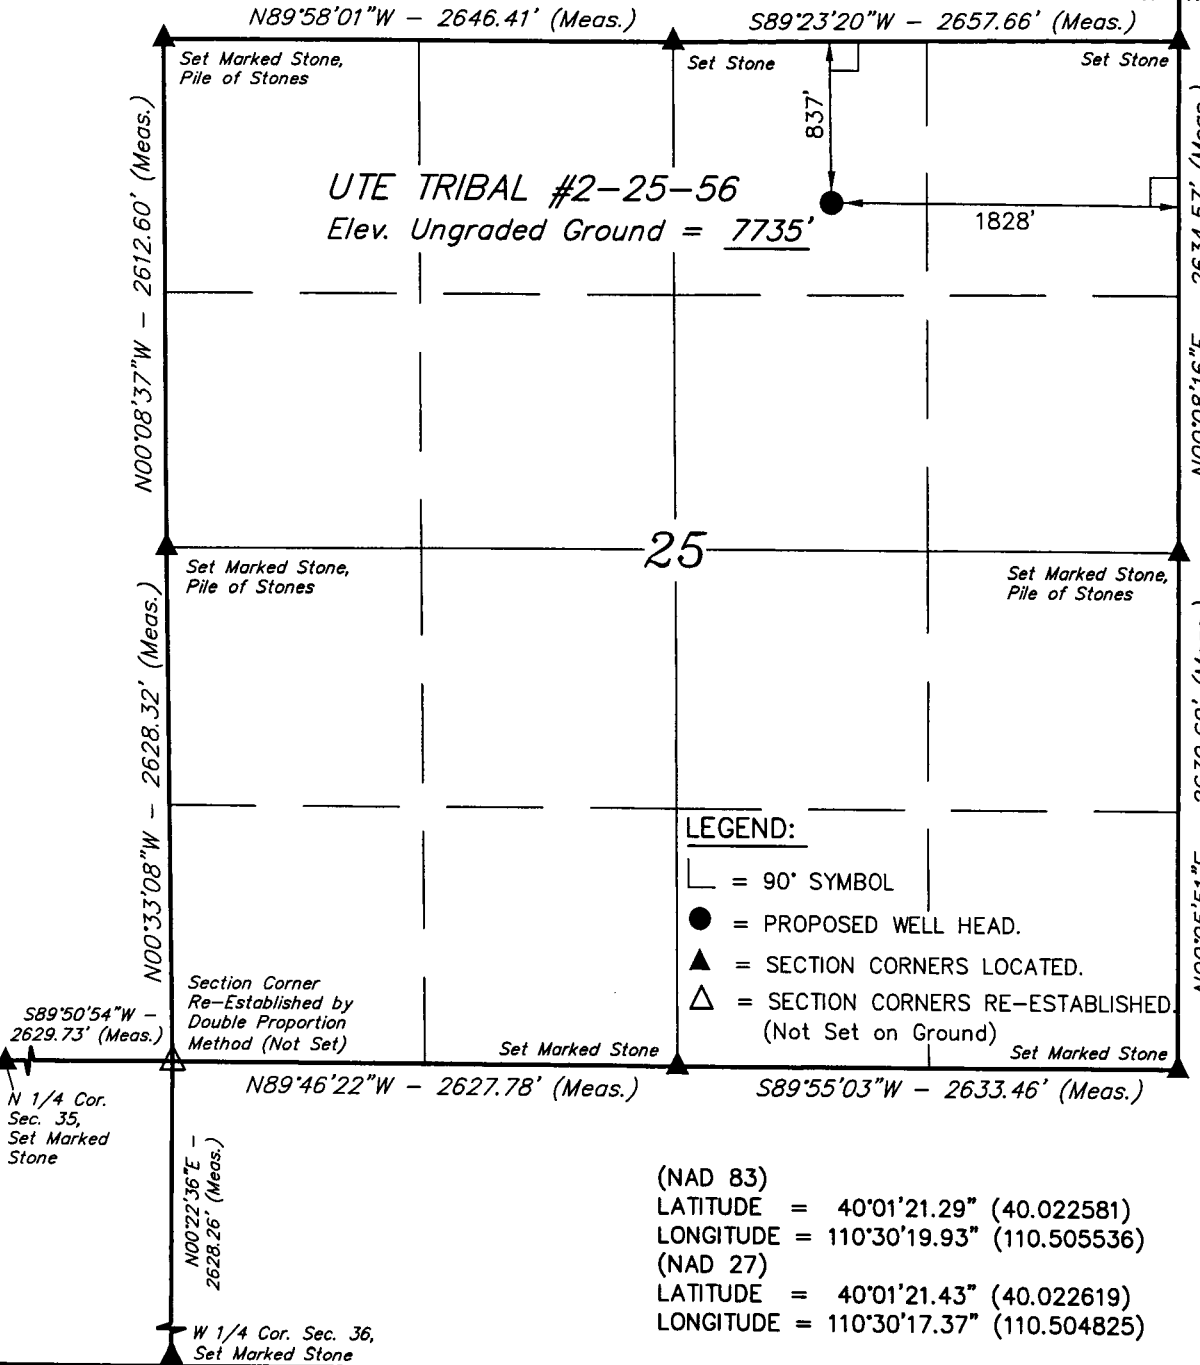 N89°58'01"W - 2646.41' (Meas.)
S89°23'20"W - 2657.66' (Meas.)
Set Marked Stone,
Pile of Stones
Set Stone
Set Stone
837'
1828'
N00°08'37"W - 2612.60' (Meas.)
UTE TRIBAL #2-25-56
Elev. Ungraded Ground = 7735'
25
Set Marked Stone,
Pile of Stones
Set Marked Stone,
Pile of Stones
N00°33'08"W - 2628.32' (Meas.)
LEGEND:
= 90° SYMBOL
= PROPOSED WELL HEAD.
= SECTION CORNERS LOCATED.
= SECTION CORNERS RE-ESTABLISHED.
(Not Set on Ground)
Section Corner
Re-Established by
Double Proportion
Method (Not Set)
S89°50'54"W -
2629.73' (Meas.)
Set Marked Stone
Set Marked Stone
N89°46'22"W - 2627.78' (Meas.)
S89°55'03"W - 2633.46' (Meas.)
N 1/4 Cor.
Sec. 35,
Set Marked
Stone
N00°22'36"E -
2628.26' (Meas.)
W 1/4 Cor. Sec. 36,
Set Marked Stone
(NAD 83)
LATITUDE = 40°01'21.29" (40.022581)
LONGITUDE = 110°30'19.93" (110.505536)
(NAD 27)
LATITUDE = 40°01'21.43" (40.022619)
LONGITUDE = 110°30'17.37" (110.504825)